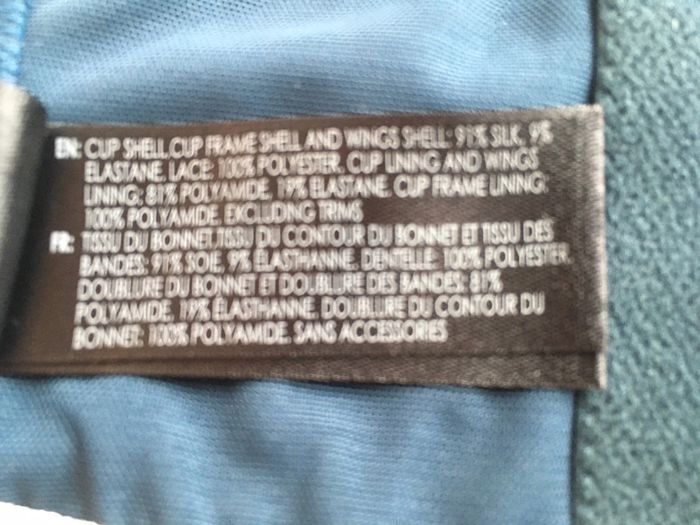 EN: CUP SHELL,CUP FRAME SHELL AND WINGS SHELL: 91% SILK, 9%
ELASTANE, LACE: 100% POLYESTER, CUP LINING AND WINGS
LINING: 81% POLYAMIDE, 19% ELASTANE, CUP FRAME LINING:
100% POLYAMIDE, EXCLUDING TRIMS
FR: TISSU DU BONNET,TISSU DU CONTOUR DU BONNET ET TISSU DES
BANDES: 91% SOIE, 9% ÉLASTHANNE, DENTELLE: 100% POLYESTER,
DOUBLURE DU BONNET ET DOUBLURE DES BANDES: 81%
POLYAMIDE, 19% ÉLASTHANNE, DOUBLURE DU CONTOUR DU
BONNET: 100% POLYAMIDE, SANS ACCESSOIRES